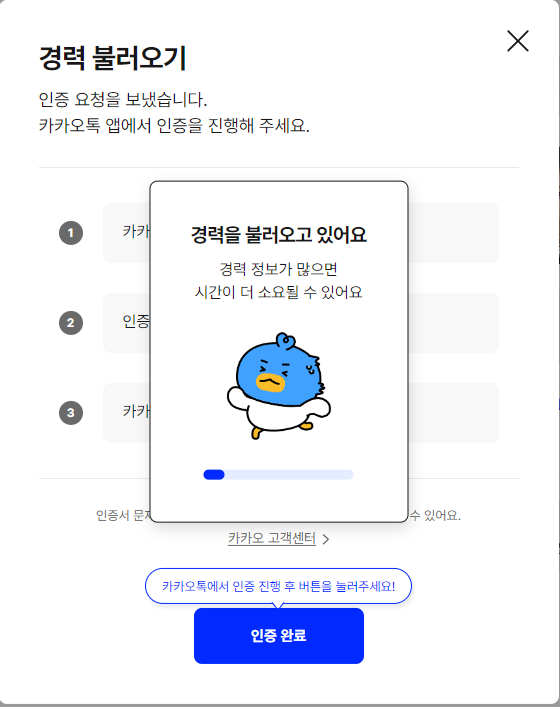 경력 불러오기
인증 요청을 보냈습니다.
카카오톡 앱에서 인증을 진행해 주세요.
경력을 불러오고 있어요
경력 정보가 많으면
시간이 더 소요될 수 있어요
1 카카
2 인증
3 카카
인증서 수 있어요.
카카오 고객센터
카카오톡에서 인증 진행 후 버튼을 눌러주세요!
인증 완료